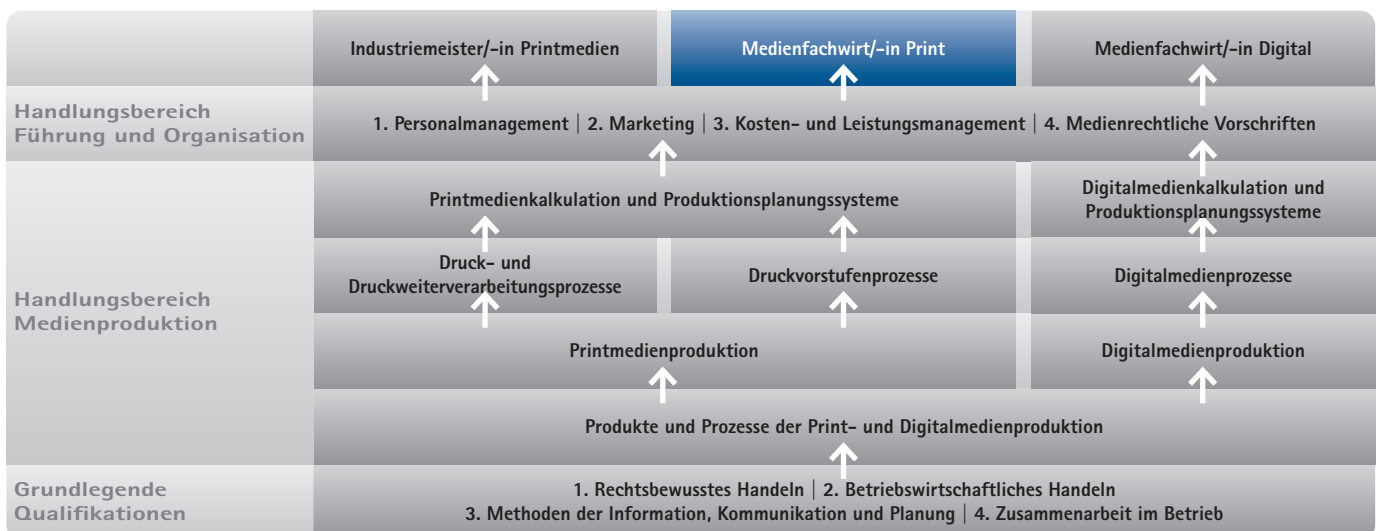 Industriemeister/-in Printmedien
Medienfachwirt/-in Print
Medienfachwirt/-in Digital
Handlungsbereich
Führung und Organisation
1. Personalmanagement | 2. Marketing | 3. Kosten- und Leistungsmanagement | 4. Medienrechtliche Vorschriften
Handlungsbereich
Medienproduktion
Printmedienkalkulation und Produktionsplanungssysteme
Digitalmedienkalkulation und
Produktionsplanungssysteme
Druck- und
Druckweiterverarbeitungsprozesse
Druckvorstufenprozesse
Digitalmedienprozesse
Printmedienproduktion
Digitalmedienproduktion
Produkte und Prozesse der Print- und Digitalmedienproduktion
Grundlegende
Qualifikationen
1. Rechtsbewusstes Handeln | 2. Betriebswirtschaftliches Handeln
3. Methoden der Information, Kommunikation und Planung | 4. Zusammenarbeit im Betrieb